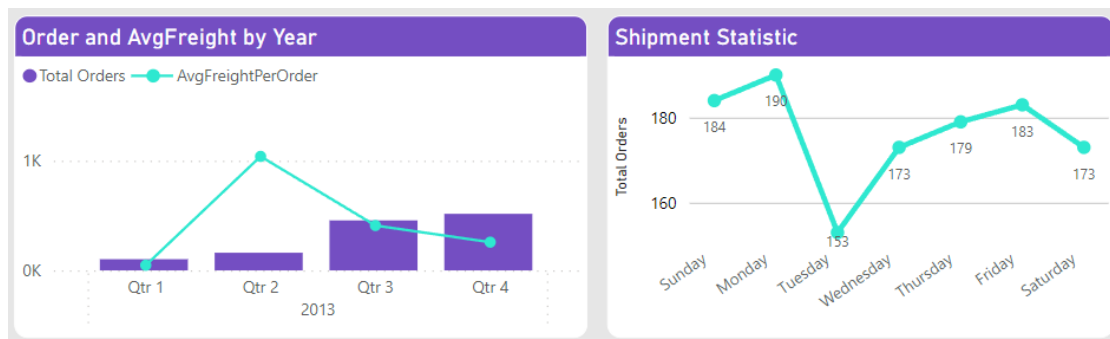 Order and AvgFreight by Year
Total Orders AvgFreightPerOrder
1K
0K
Qtr 1 Qtr 2 Qtr 3 Qtr 4
2013
Shipment Statistic
Total Orders
180
160
184
190
153
173
179
183
173
Sunday
Monday
Tuesday
Wednesday
Thursday
Friday
Saturday